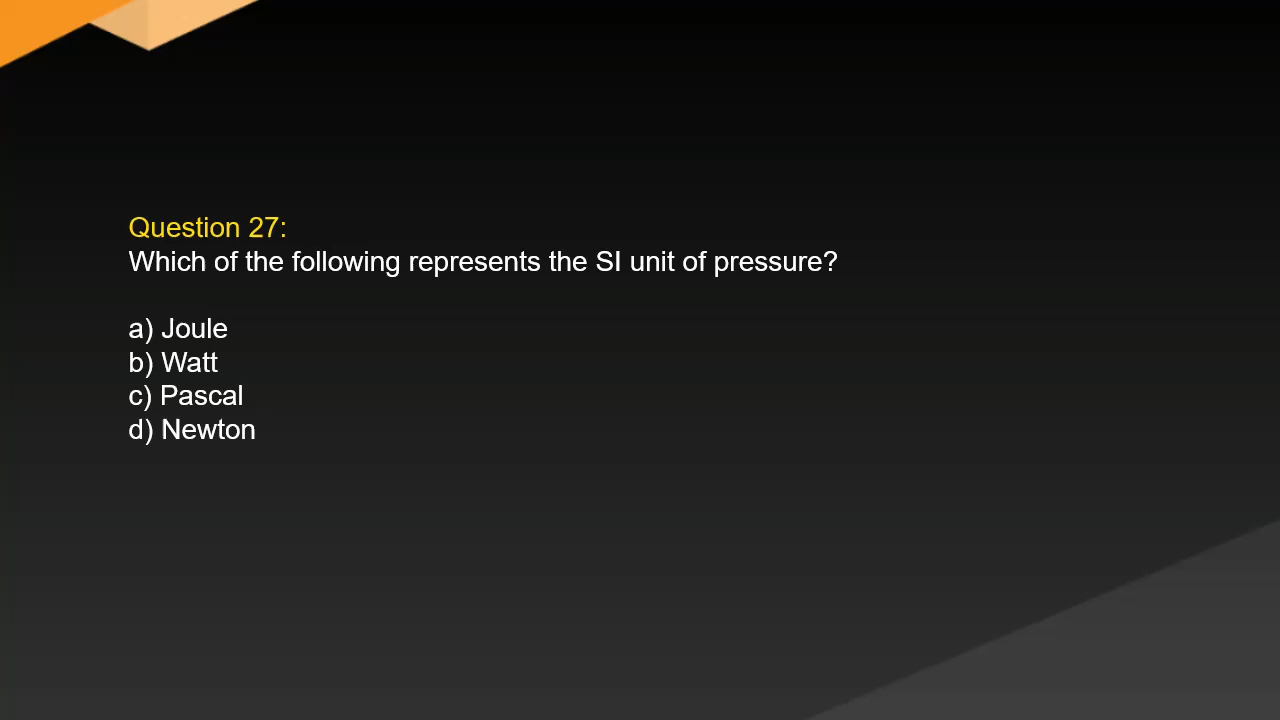 Question 27:
Which of the following represents the SI unit of pressure?
a) Joule
b) Watt
c) Pascal
d) Newton